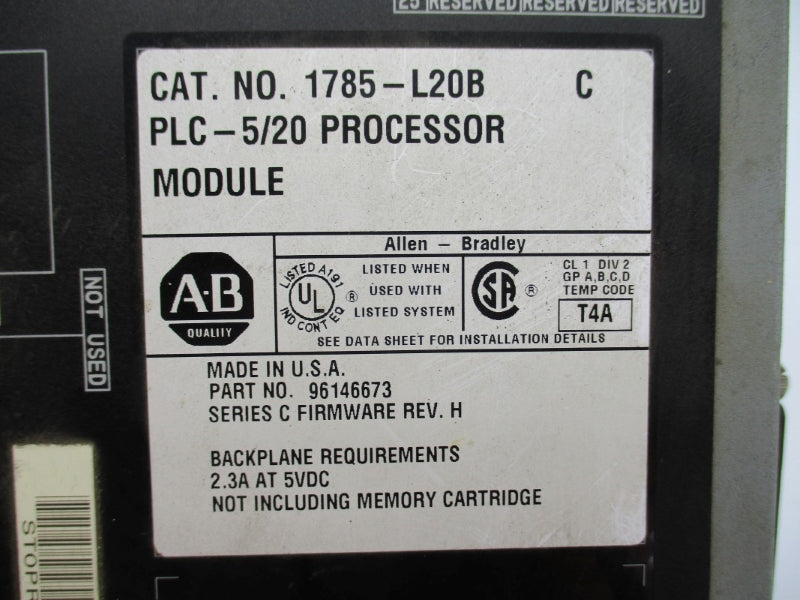 25 RESERVED RESERVED RESERVED
CAT. NO. 1785-L20B C
PLC-5/20 PROCESSOR
MODULE
Allen - Bradley
A-B
QUALITY
LISTED A191
UL
IND CONT EQ
®
LISTED WHEN
USED WITH
LISTED SYSTEM
SA
®
CL 1 DIV 2
GP A,B,C,D
TEMP CODE
T4A
SEE DATA SHEET FOR INSTALLATION DETAILS
MADE IN U.S.A.
PART NO. 96146673
SERIES C FIRMWARE REV. H
BACKPLANE REQUIREMENTS
2.3A AT 5VDC
NOT INCLUDING MEMORY CARTRIDGE
NOT USED